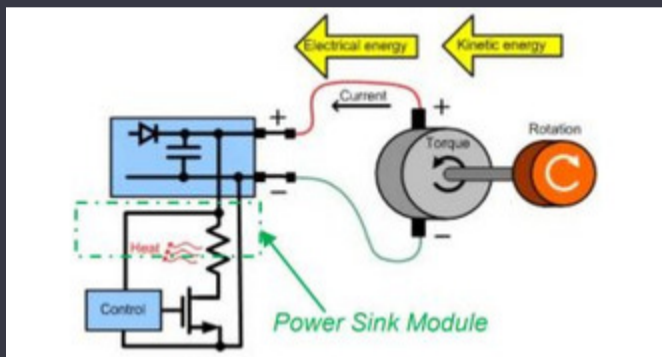 Electrical energy
Kinetic energy
Current
+
+
Rotation
Torque
−
−
Heat
Control
Power Sink Module